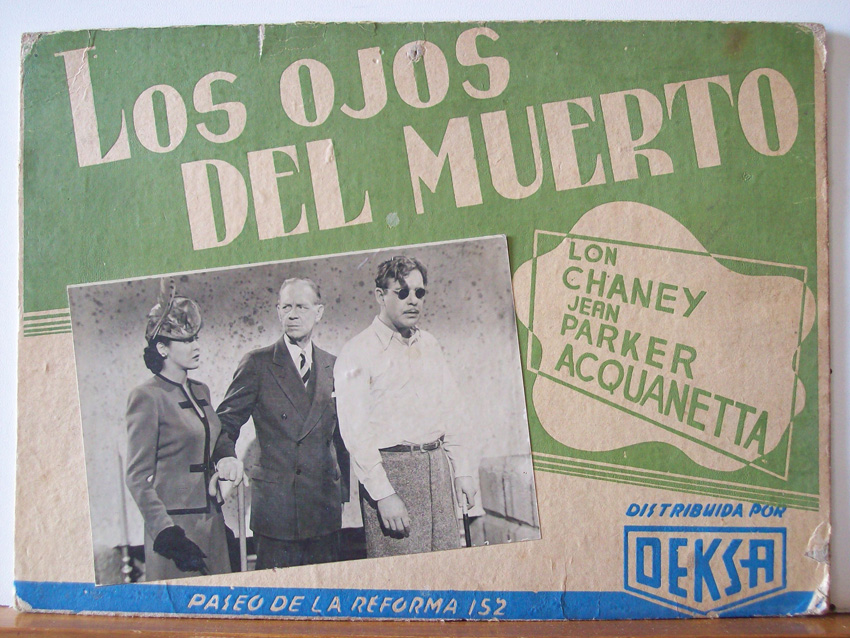 LOS OJOS
DEL MUERTO
LON
CHANEY
JEAN
PARKER
ACQUANETTA
DISTRIBUIDA POR
DEKSA
PASEO DE LA REFORMA 152